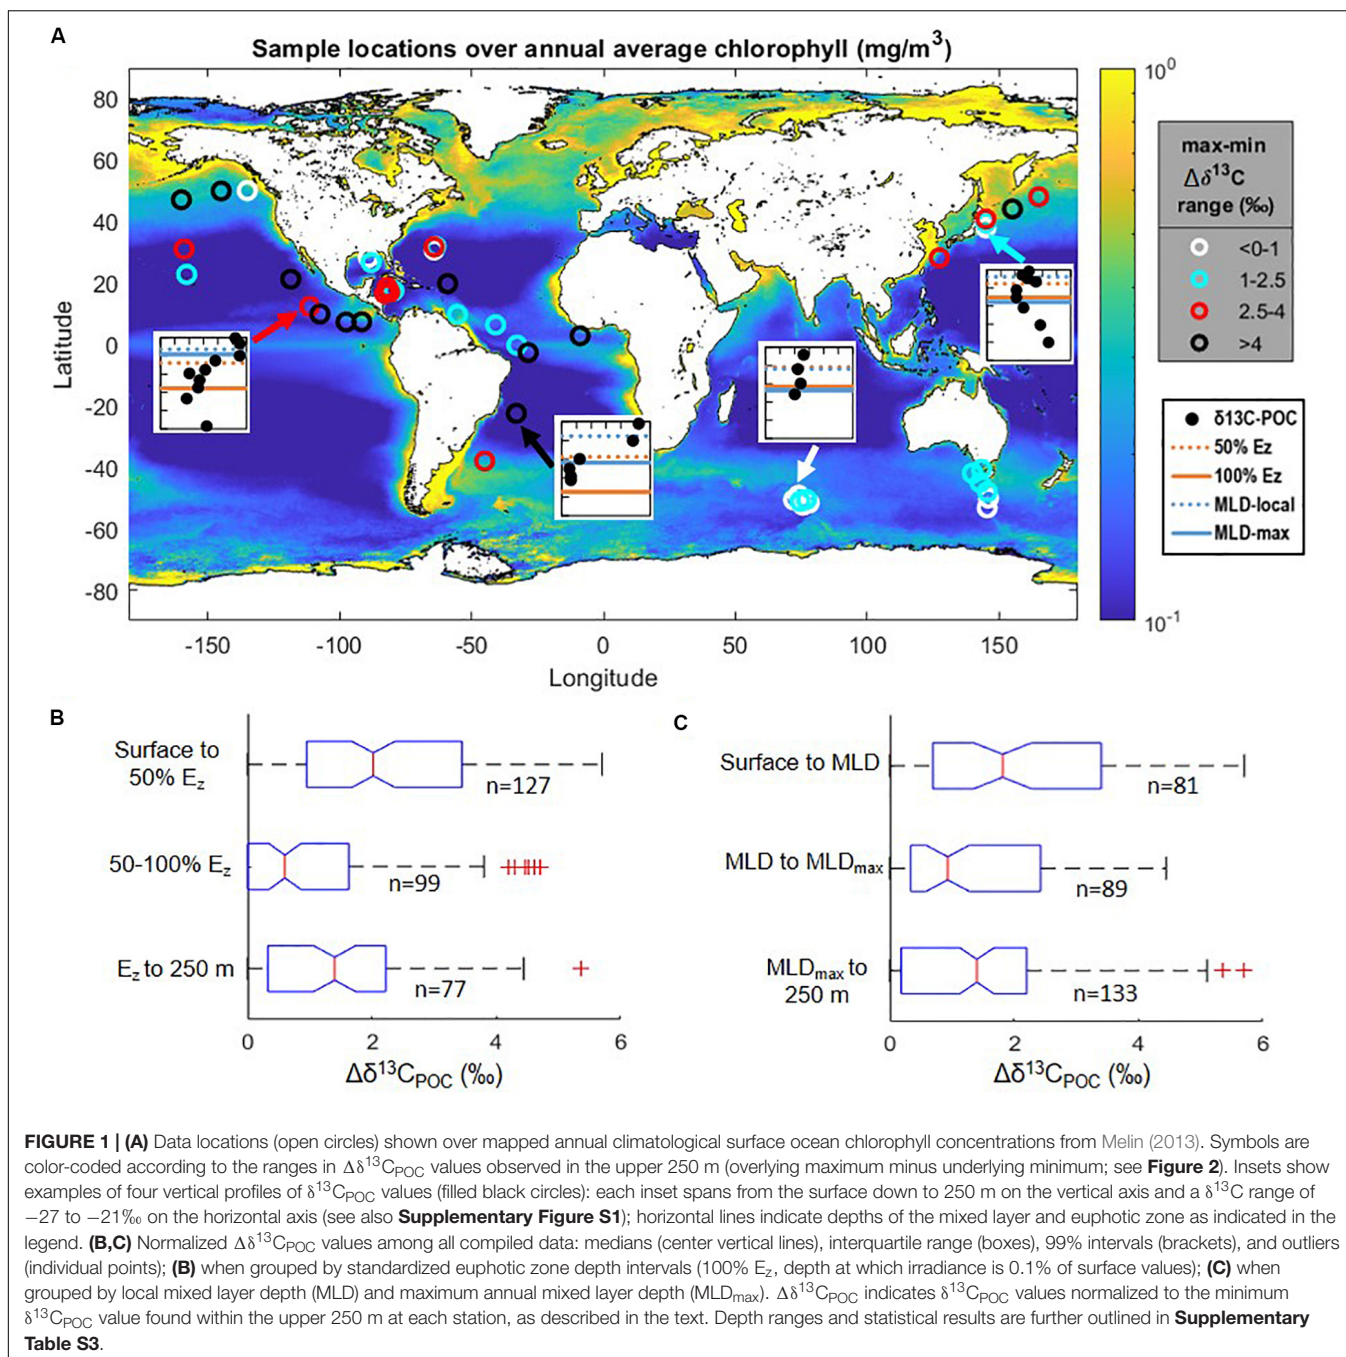 A
Sample locations over annual average chlorophyll (mg/m³)
80
60
40
20
0
-20
-40
-60
-80
Latitude
-150
-100
-50
0
50
100
150
Longitude
10⁰
10⁻¹
max-min
Δδ¹³C
range (‰)
<0-1
1-2.5
2.5-4
>4
δ13C-POC
50% Ez
100% Ez
MLD-local
MLD-max
B
Surface to
50% Ez
n=127
50-100% Ez
n=99
Ez to 250 m
n=77
0 2 4 6
Δδ¹³CPOC (‰)
C
Surface to MLD
n=81
MLD to MLDmax
n=89
MLDmax to
250 m
n=133
0 2 4 6
Δδ¹³CPOC (‰)
FIGURE 1 | (A) Data locations (open circles) shown over mapped annual climatological surface ocean chlorophyll concentrations from Melin (2013). Symbols are
color-coded according to the ranges in Δδ¹³CPOC values observed in the upper 250 m (overlying maximum minus underlying minimum; see Figure 2). Insets show
examples of four vertical profiles of δ¹³CPOC values (filled black circles): each inset spans from the surface down to 250 m on the vertical axis and a δ¹³C range of
−27 to −21‰ on the horizontal axis (see also Supplementary Figure S1); horizontal lines indicate depths of the mixed layer and euphotic zone as indicated in the
legend. (B,C) Normalized Δδ¹³CPOC values among all compiled data: medians (center vertical lines), interquartile range (boxes), 99% intervals (brackets), and outliers
(individual points); (B) when grouped by standardized euphotic zone depth intervals (100% Ez, depth at which irradiance is 0.1% of surface values); (C) when
grouped by local mixed layer depth (MLD) and maximum annual mixed layer depth (MLDmax). Δδ¹³CPOC indicates δ¹³CPOC values normalized to the minimum
δ¹³CPOC value found within the upper 250 m at each station, as described in the text. Depth ranges and statistical results are further outlined in Supplementary
Table S3.